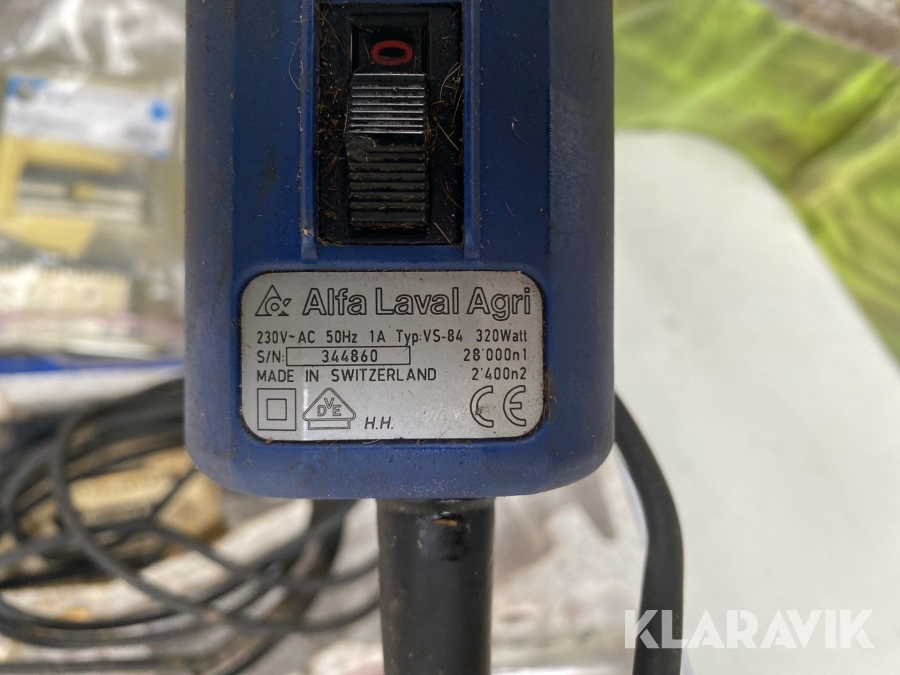 0
Alfa Laval Agri
230V~AC 50Hz 1A Typ:VS-84 320Watt
S/N: 344860 28'000n1
MADE IN SWITZERLAND 2'400n2
DVE H.H. CE
KLARAVIK